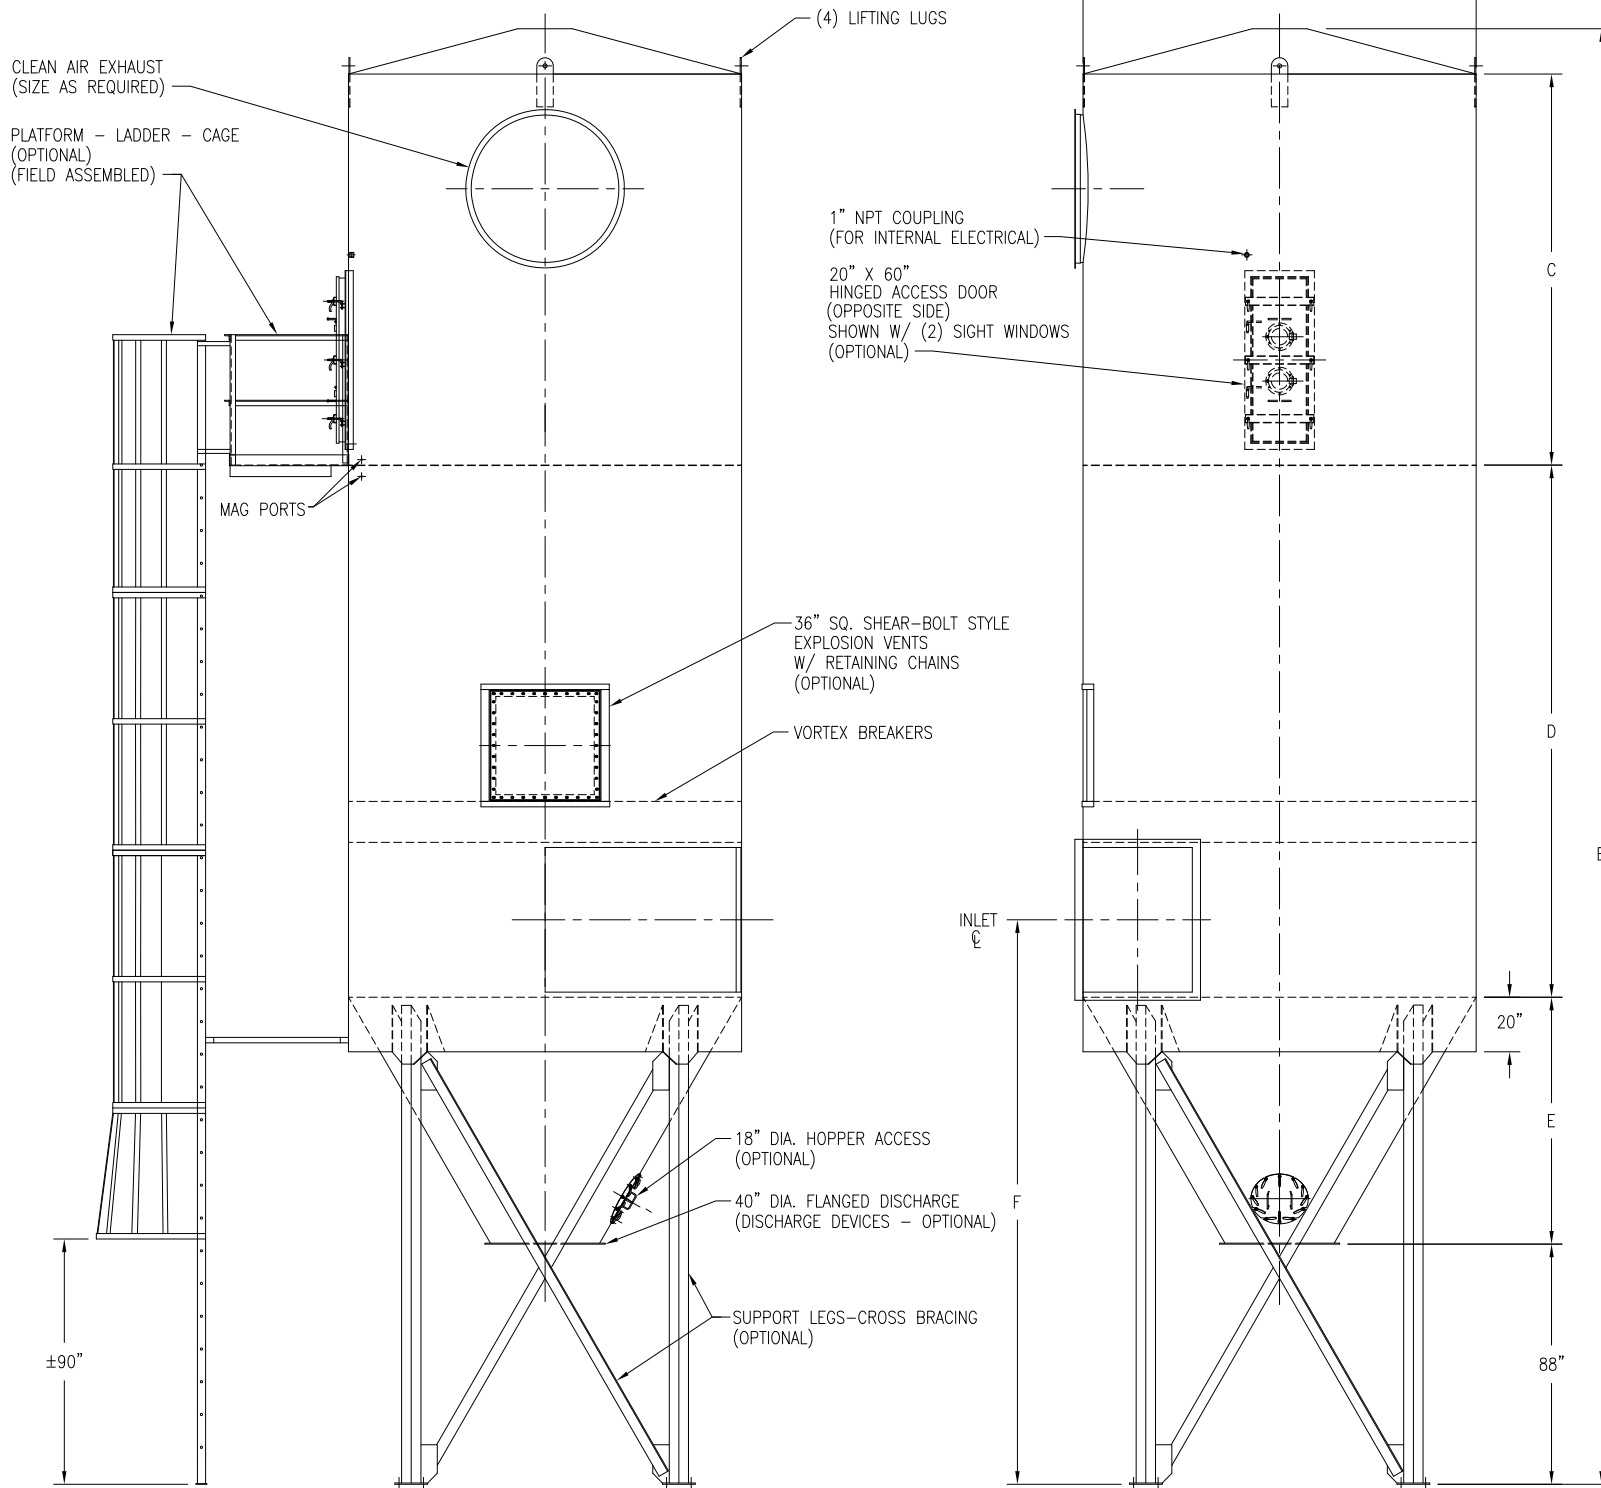 (4) LIFTING LUGS
CLEAN AIR EXHAUST
(SIZE AS REQUIRED)
PLATFORM – LADDER – CAGE
(OPTIONAL)
(FIELD ASSEMBLED)
1” NPT COUPLING
(FOR INTERNAL ELECTRICAL)
20” X 60”
HINGED ACCESS DOOR
(OPPOSITE SIDE)
SHOWN W/ (2) SIGHT WINDOWS
(OPTIONAL)
C
MAG PORTS
36” SQ. SHEAR–BOLT STYLE
EXPLOSION VENTS
W/ RETAINING CHAINS
(OPTIONAL)
VORTEX BREAKERS
D
INLET
℄
20”
E
18” DIA. HOPPER ACCESS
(OPTIONAL)
40” DIA. FLANGED DISCHARGE
(DISCHARGE DEVICES – OPTIONAL)
F
SUPPORT LEGS–CROSS BRACING
(OPTIONAL)
±90”
88”